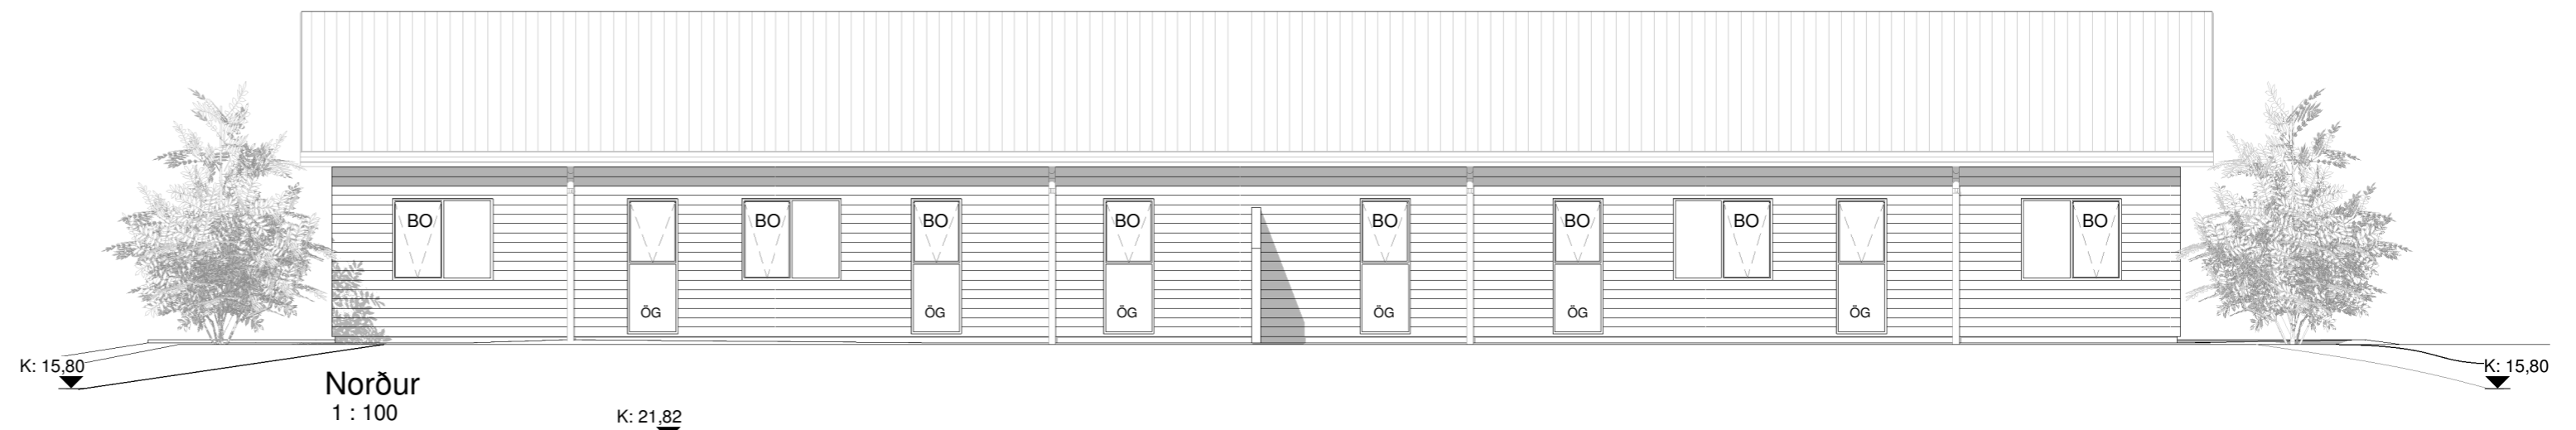 BO BO BO BO BO BO BO BO
ÖG ÖG ÖG ÖG ÖG ÖG
K: 15,80 K: 15,80
Norður
1 : 100
K: 21,82